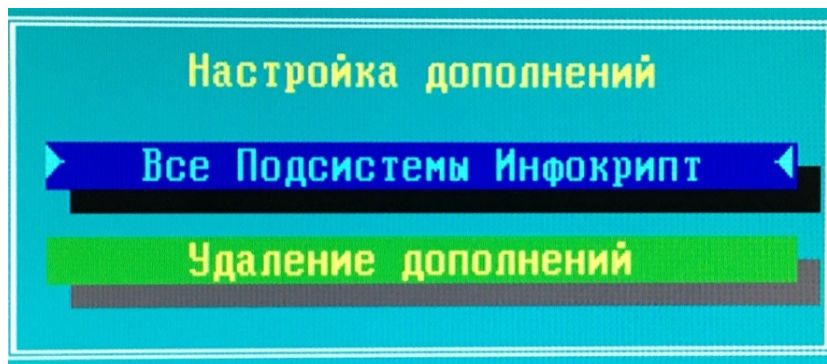 Настройка дополнений
Все Подсистемы Инфокрипт
Удаление дополнений